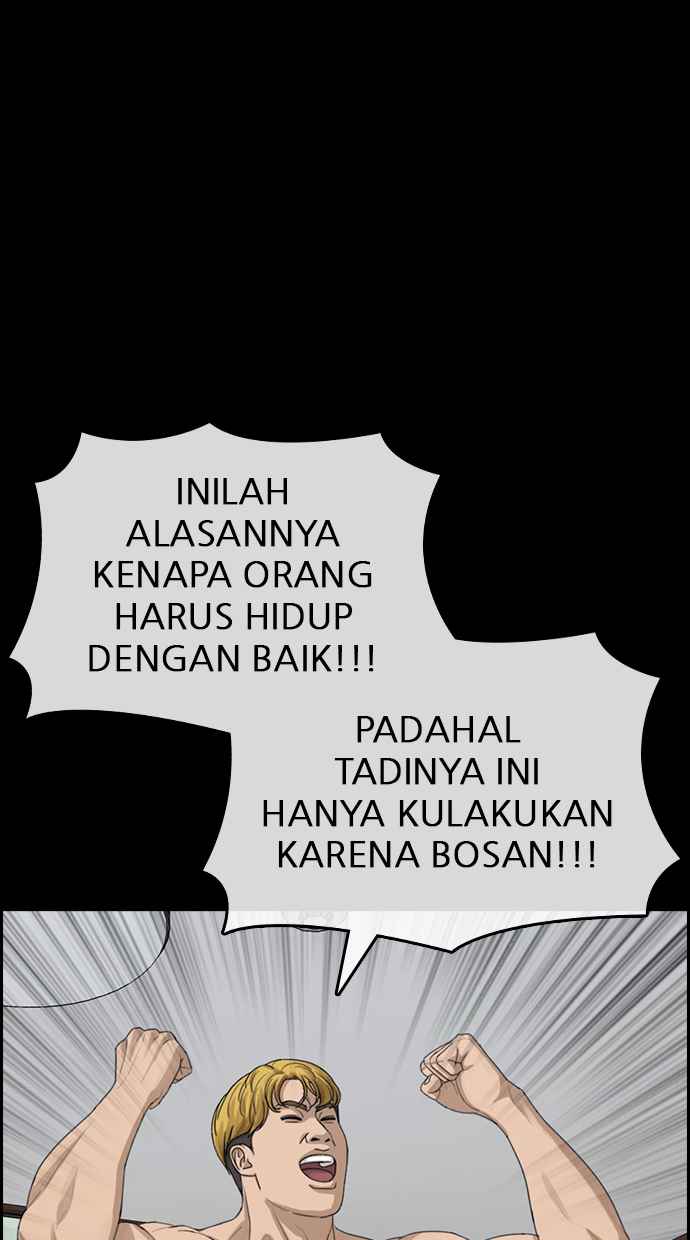 INILAH
ALASANNYA
KENAPA ORANG
HARUS HIDUP
DENGAN BAIK!!!
PADAHAL
TADINYA INI
HANYA KULAKUKAN
KARENA BOSAN!!!